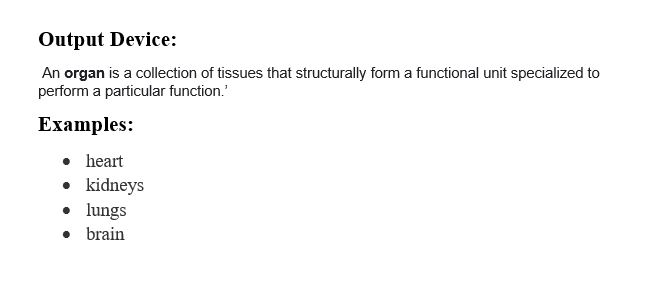 Output Device:
An organ is a collection of tissues that structurally form a functional unit specialized to
perform a particular function.’
Examples:
• heart
• kidneys
• lungs
• brain